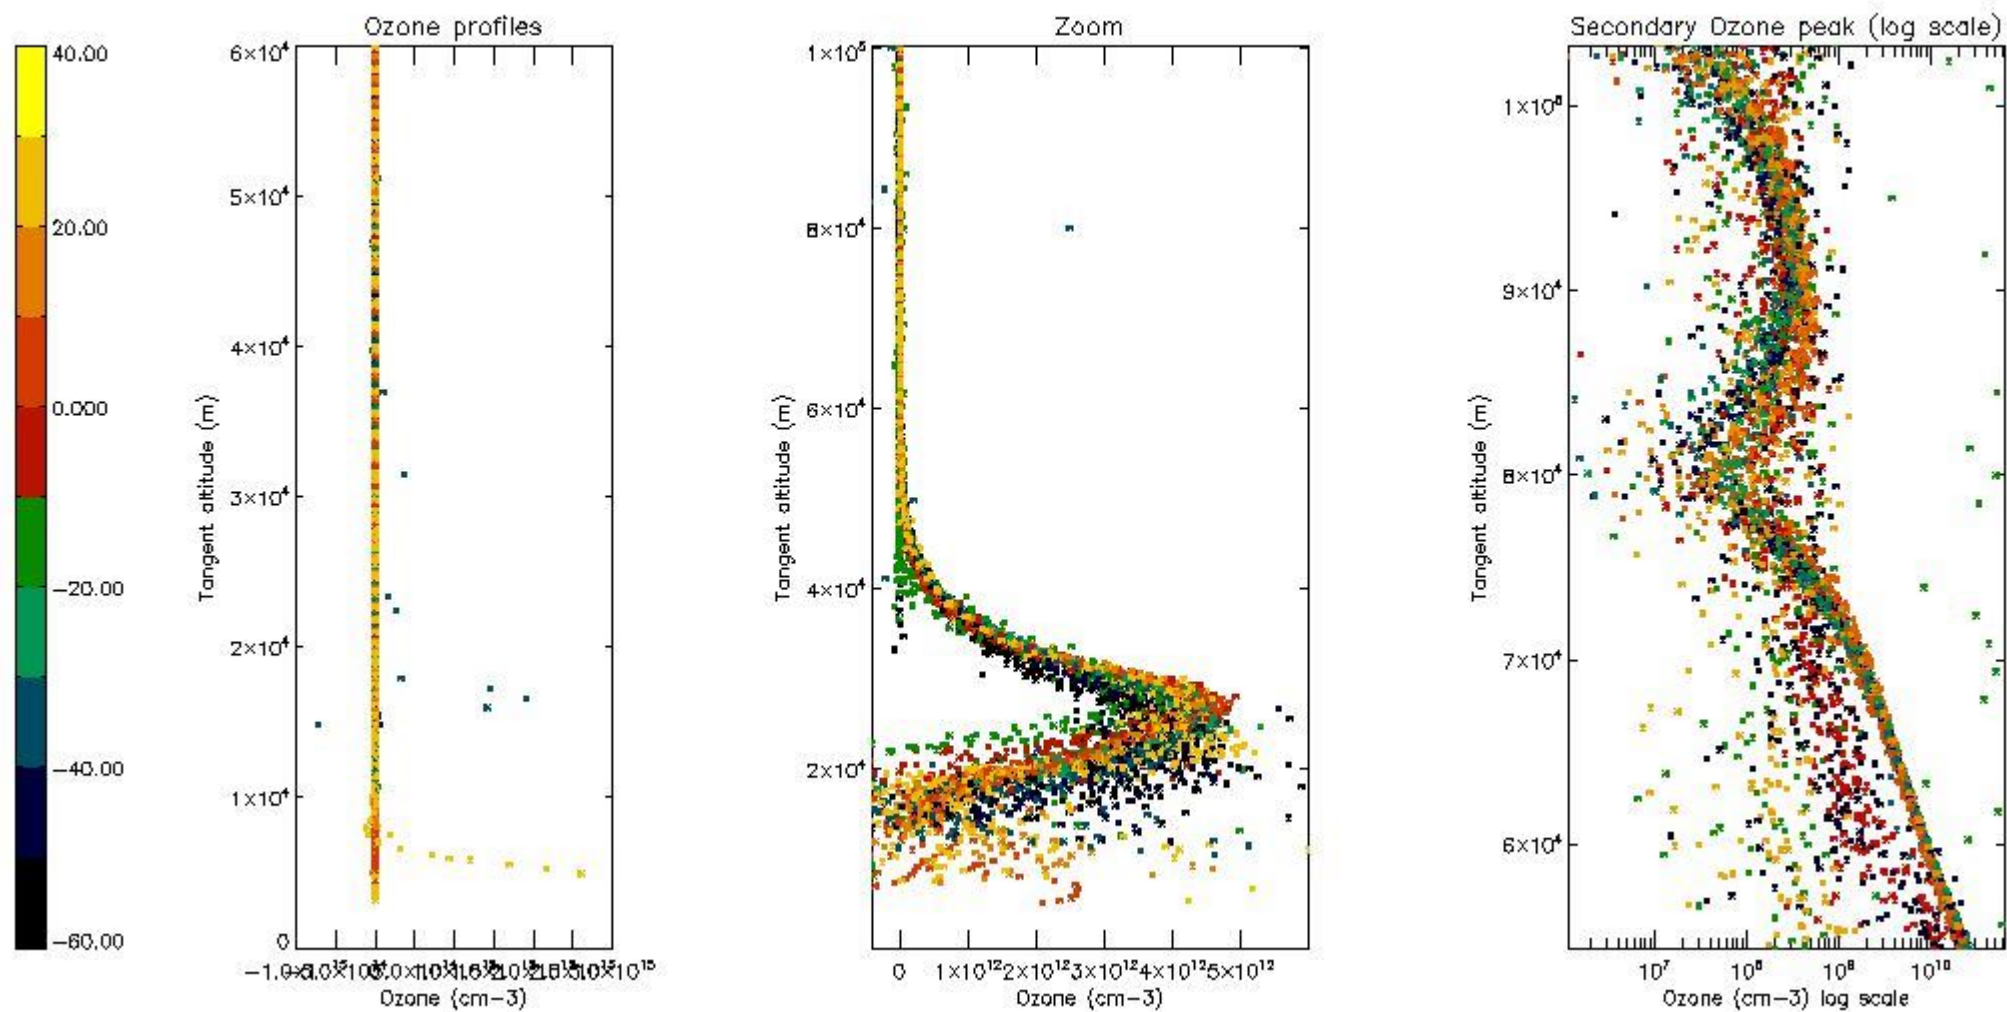 Ozone profiles
Zoom
Secondary Ozone peak (log scale)
40.00
20.00
0.000
−20.00
−40.00
−60.00
6×10⁴
5×10⁴
4×10⁴
3×10⁴
2×10⁴
1×10⁴
0
Tangent altitude (m)
Ozone (cm−3)
1×10⁵
8×10⁴
6×10⁴
4×10⁴
2×10⁴
Tangent altitude (m)
0 1×10¹² 2×10¹² 3×10¹² 4×10¹² 5×10¹²
Ozone (cm−3)
9×10⁴
8×10⁴
7×10⁴
6×10⁴
Tangent altitude (m)
10⁷ 10⁸ 10⁹ 10¹⁰
Ozone (cm−3) log scale